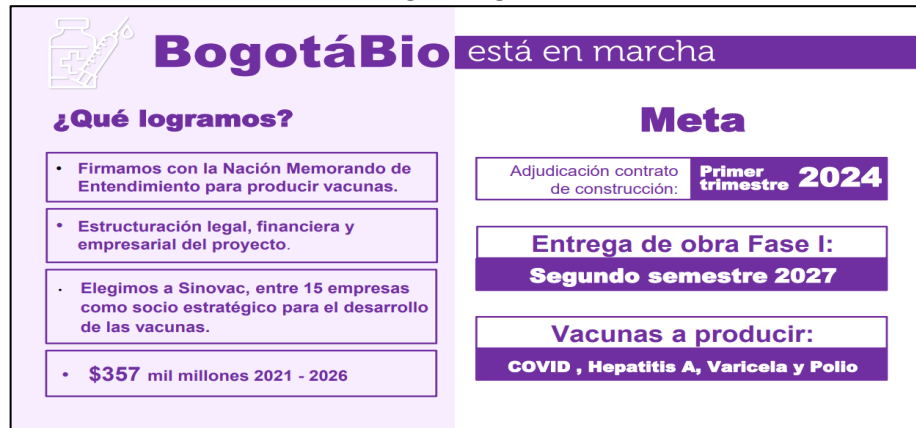 BogotáBio está en marcha
¿Qué logramos?
• Firmamos con la Nación Memorando de
Entendimiento para producir vacunas.
• Estructuración legal, financiera y
empresarial del proyecto.
• Elegimos a Sinovac, entre 15 empresas
como socio estratégico para el desarrollo
de las vacunas.
• $357 mil millones 2021 - 2026
Meta
Adjudicación contrato
de construcción:
Primer
trimestre 2024
Entrega de obra Fase I:
Segundo semestre 2027
Vacunas a producir:
COVID , Hepatitis A, Varicela y Polio